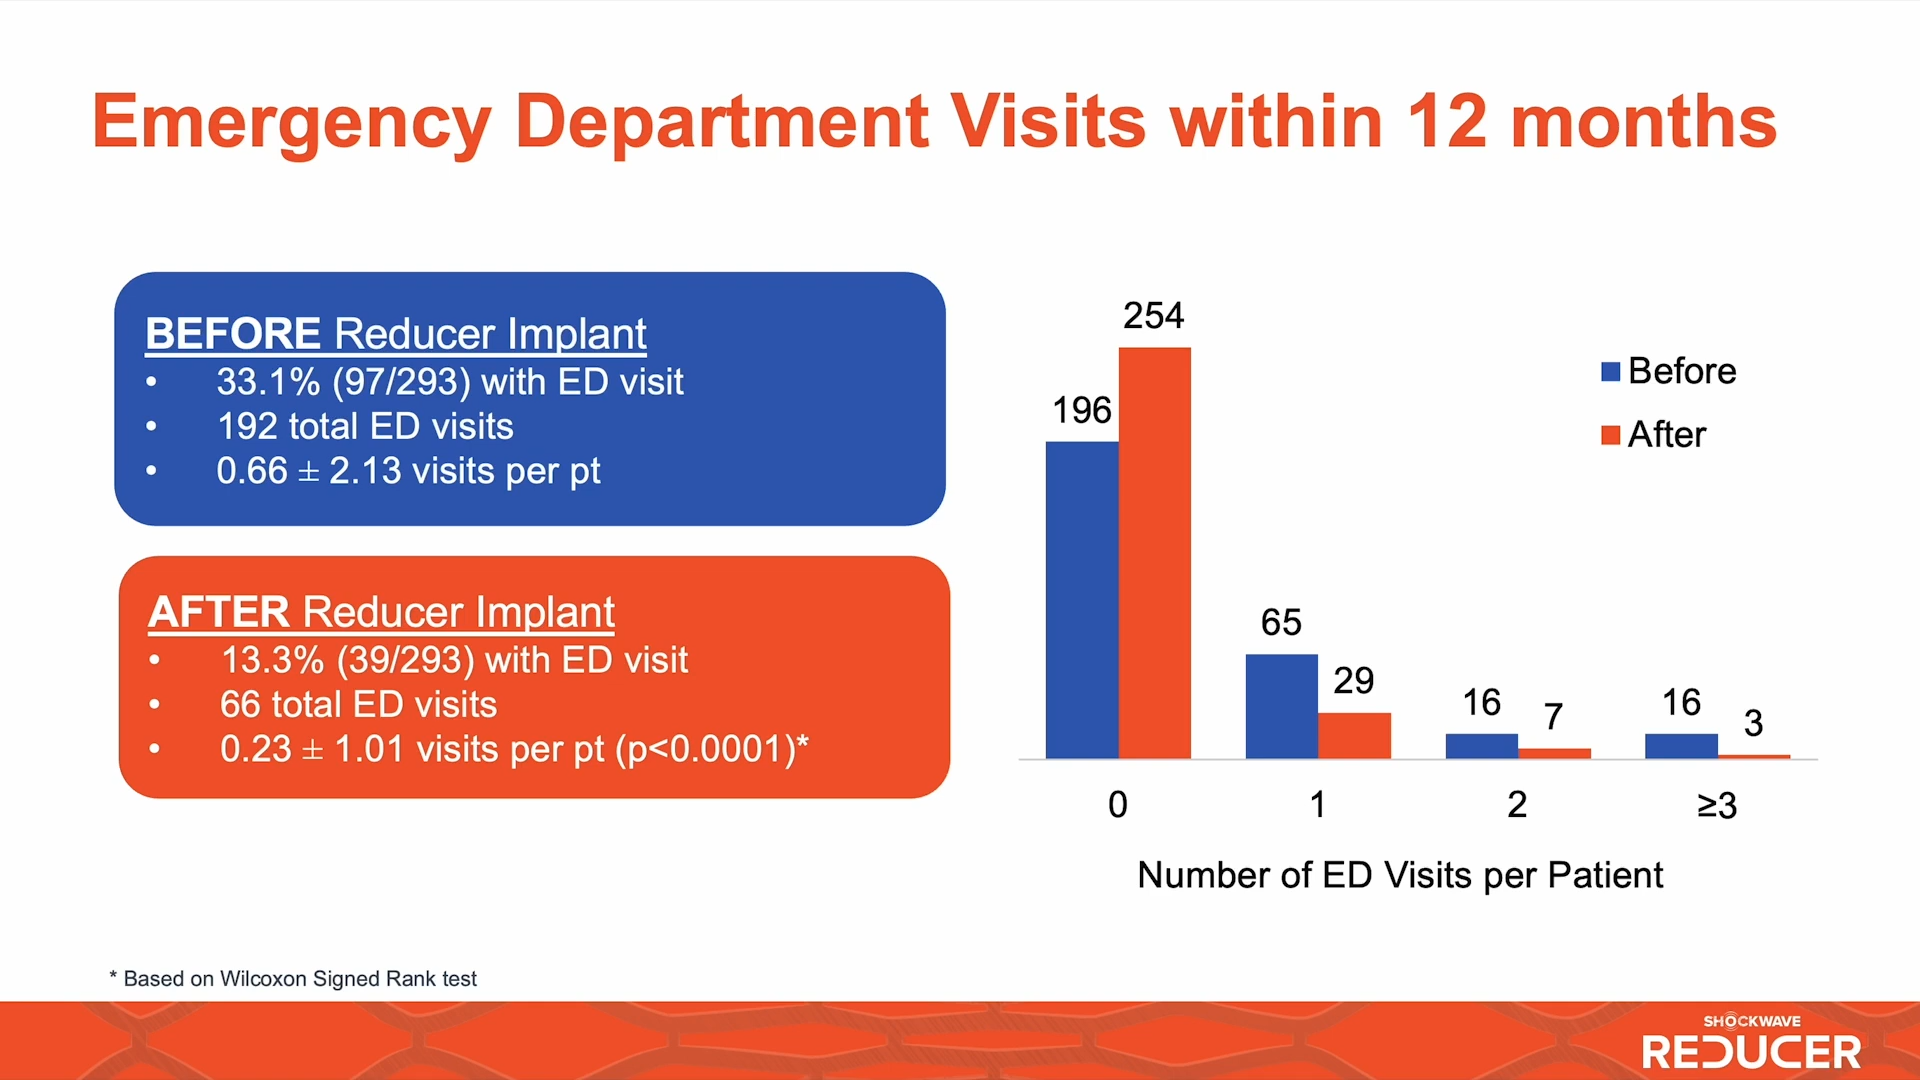 Emergency Department Visits within 12 months
BEFORE Reducer Implant
• 33.1% (97/293) with ED visit
• 192 total ED visits
• 0.66 ± 2.13 visits per pt
AFTER Reducer Implant
• 13.3% (39/293) with ED visit
• 66 total ED visits
• 0.23 ± 1.01 visits per pt (p<0.0001)*
254
196
65
29
16
7
16
3
Before
After
0 1 2 ≥3
Number of ED Visits per Patient
* Based on Wilcoxon Signed Rank test
SHOCKWAVE
REDUCER